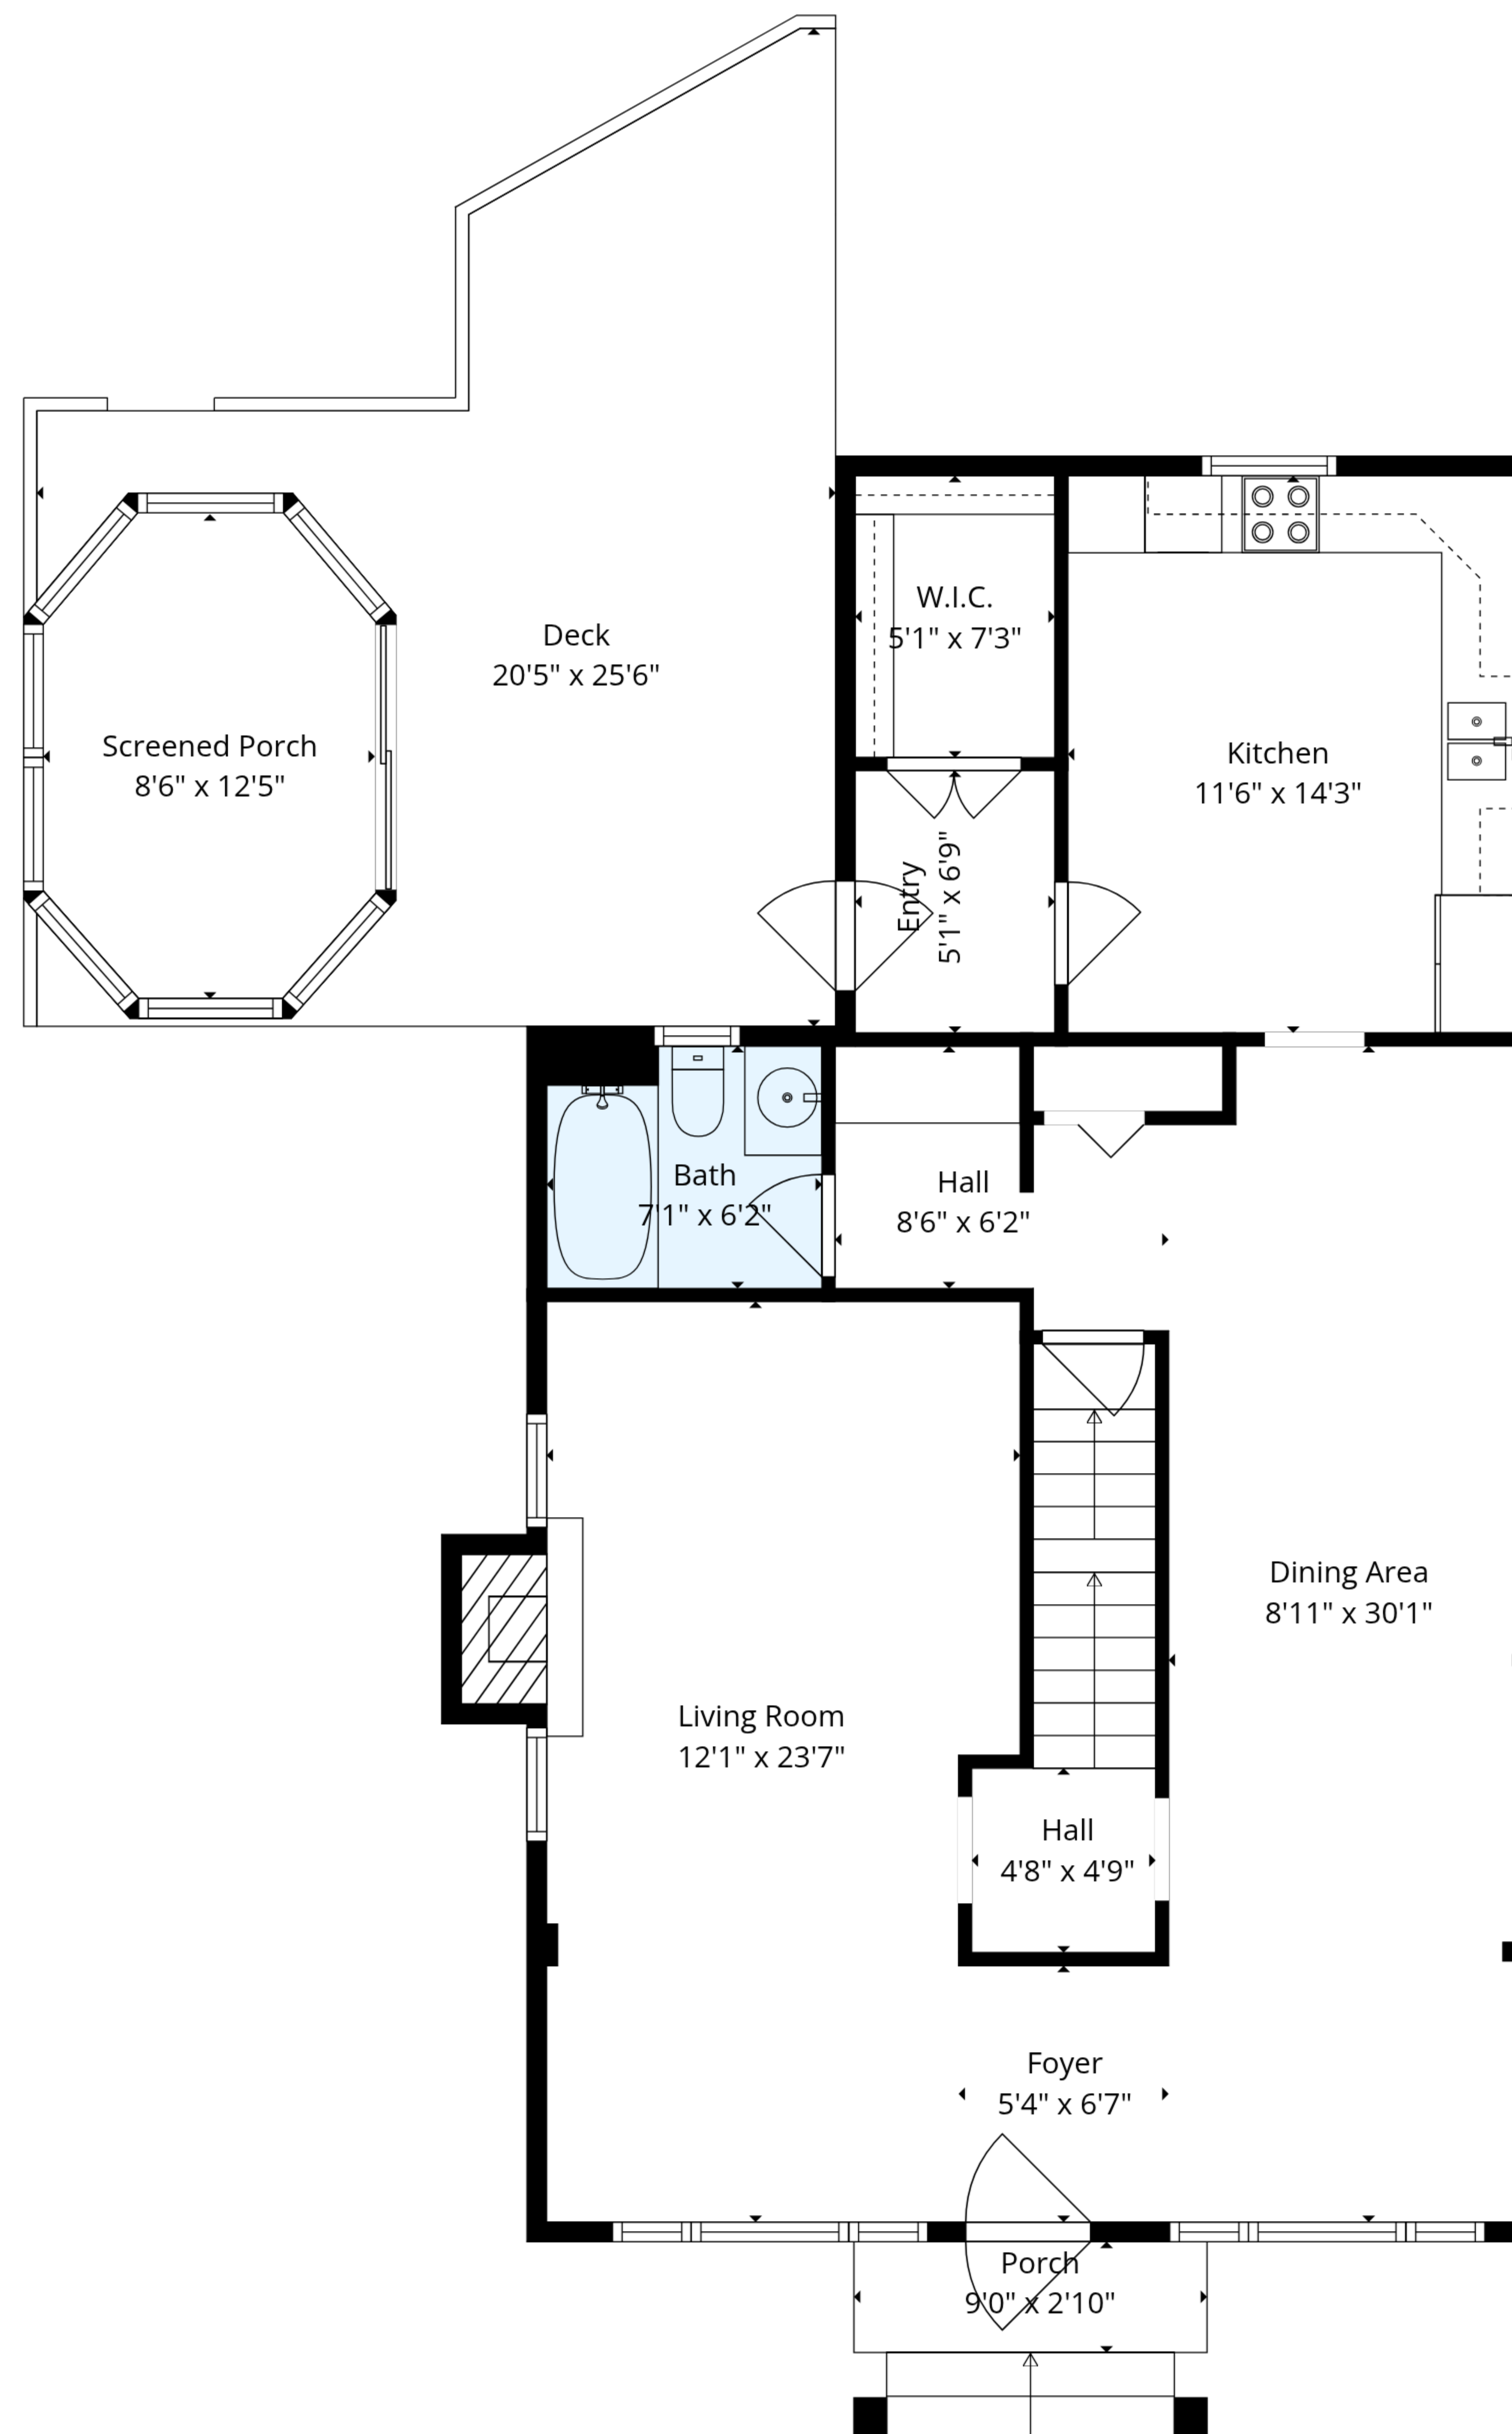 Deck
20'5" x 25'6"
W.I.C.
5'1" x 7'3"
Screened Porch
8'6" x 12'5"
Kitchen
11'6" x 14'3"
Entry
5'1" x 6'9"
Bath
7'1" x 6'2"
Hall
8'6" x 6'2"
Dining Area
8'11" x 30'1"
Living Room
12'1" x 23'7"
Hall
4'8" x 4'9"
Foyer
5'4" x 6'7"
Porch
9'0" x 2'10"